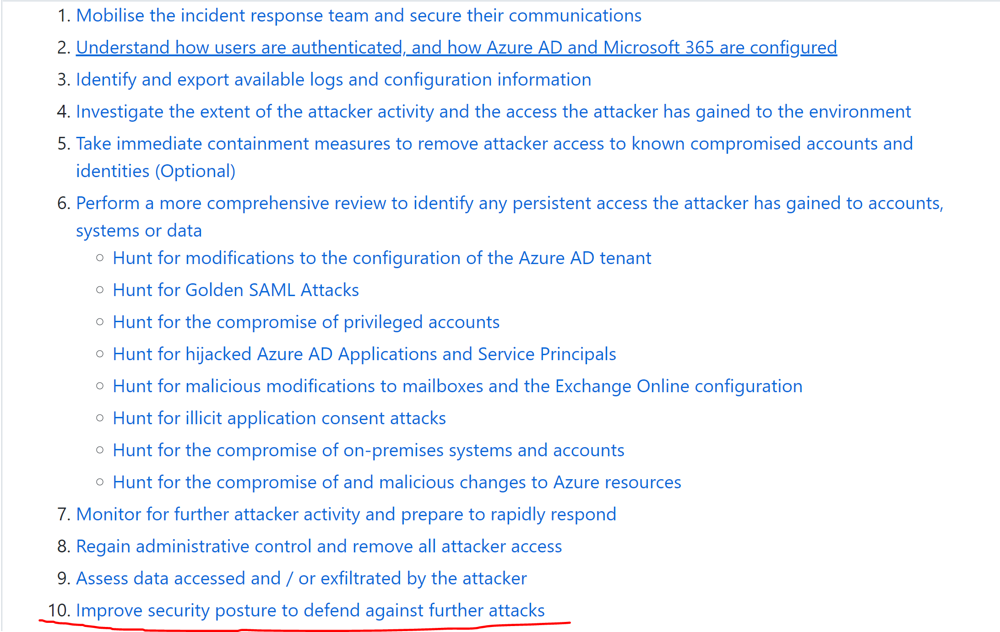 1. Mobilise the incident response team and secure their communications
2. Understand how users are authenticated, and how Azure AD and Microsoft 365 are configured
3. Identify and export available logs and configuration information
4. Investigate the extent of the attacker activity and the access the attacker has gained to the environment
5. Take immediate containment measures to remove attacker access to known compromised accounts and
identities (Optional)
6. Perform a more comprehensive review to identify any persistent access the attacker has gained to accounts,
systems or data
○ Hunt for modifications to the configuration of the Azure AD tenant
○ Hunt for Golden SAML Attacks
○ Hunt for the compromise of privileged accounts
○ Hunt for hijacked Azure AD Applications and Service Principals
○ Hunt for malicious modifications to mailboxes and the Exchange Online configuration
○ Hunt for illicit application consent attacks
○ Hunt for the compromise of on-premises systems and accounts
○ Hunt for the compromise of and malicious changes to Azure resources
7. Monitor for further attacker activity and prepare to rapidly respond
8. Regain administrative control and remove all attacker access
9. Assess data accessed and / or exfiltrated by the attacker
10. Improve security posture to defend against further attacks